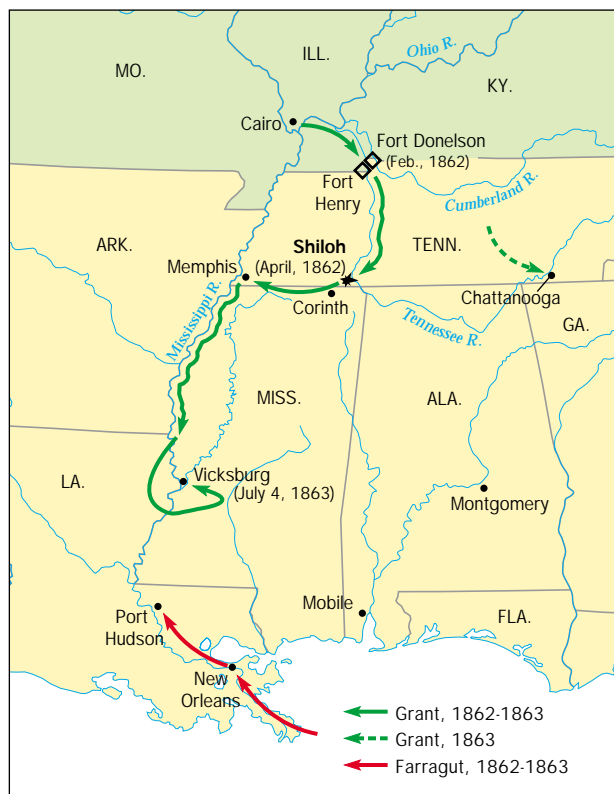 Ohio R.
ILL.
MO.
KY.
Cairo
Fort Donelson
(Feb., 1862)
Fort
Henry
Cumberland R.
ARK.
Shiloh
(April, 1862)
TENN.
Memphis
Corinth
Chattanooga
Mississippi R.
Tennessee R.
GA.
MISS.
ALA.
LA.
Vicksburg
(July 4, 1863)
Montgomery
Port
Hudson
Mobile
FLA.
New
Orleans
Grant, 1862-1863
Grant, 1863
Farragut, 1862-1863